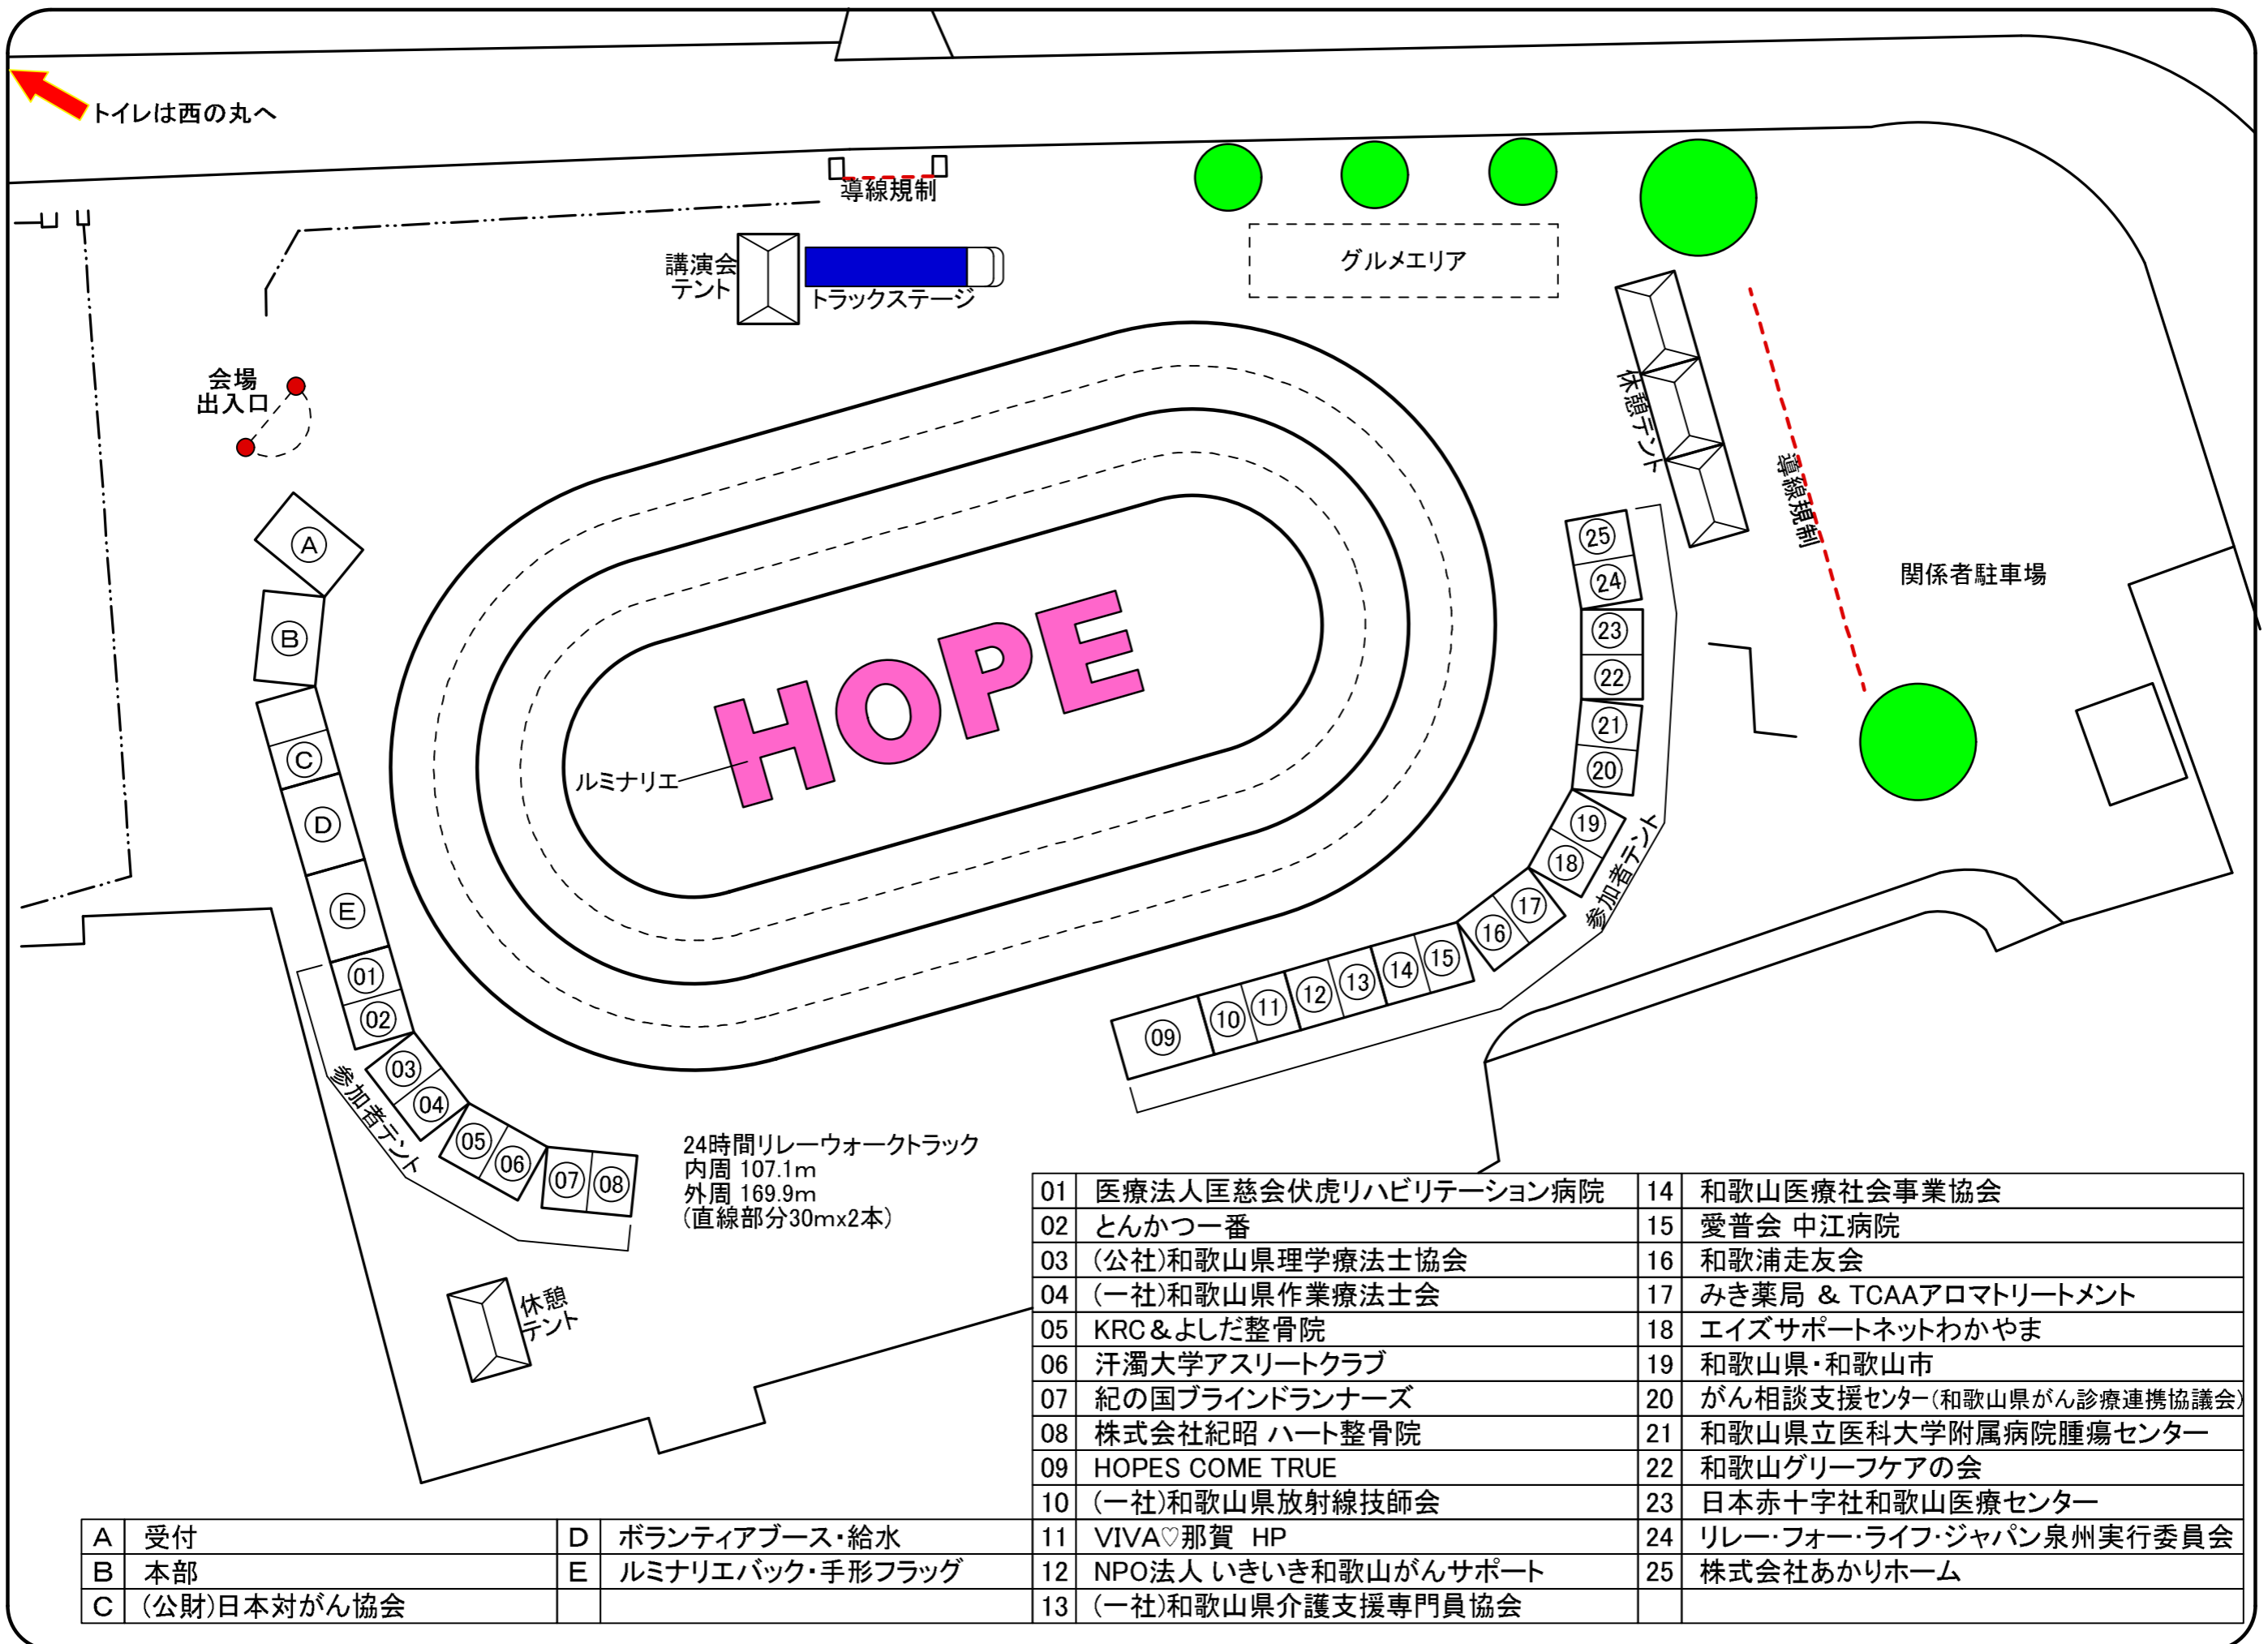 トイレは西の丸へ
導線規制
講演会
テント
トラックステージ
グルメエリア
会場
出入口
休憩テント
導線規制
関係者駐車場
A
B
C
D
E
HOPE
ルミナリエ
25
24
23
22
21
20
19
18
17
16
15
14
13
12
11
10
09
参加者テント
01
02
03
04
05
06
07
08
参加者テント
24時間リレーウォークトラック
内周 107.1m
外周 169.9m
(直線部分30mx2本)
休憩
テント
01 医療法人匡慈会伏虎リハビリテーション病院
02 とんかつ一番
03 (公社)和歌山県理学療法士協会
04 (一社)和歌山県作業療法士会
05 KRC&よしだ整骨院
06 汗濁大学アスリートクラブ
07 紀の国ブラインドランナーズ
08 株式会社紀昭 ハート整骨院
09 HOPES COME TRUE
10 (一社)和歌山県放射線技師会
11 VIVA♡那賀 HP
12 NPO法人 いきいき和歌山がんサポート
13 (一社)和歌山県介護支援専門員協会
14 和歌山医療社会事業協会
15 愛普会 中江病院
16 和歌浦走友会
17 みき薬局 & TCAAアロマトリートメント
18 エイズサポートネットわかやま
19 和歌山県・和歌山市
20 がん相談支援センター(和歌山県がん診療連携協議会)
21 和歌山県立医科大学附属病院腫瘍センター
22 和歌山グリーフケアの会
23 日本赤十字社和歌山医療センター
24 リレー・フォー・ライフ・ジャパン泉州実行委員会
25 株式会社あかりホーム
A 受付
B 本部
C (公財)日本対がん協会
D ボランティアブース・給水
E ルミナリエバック・手形フラッグ